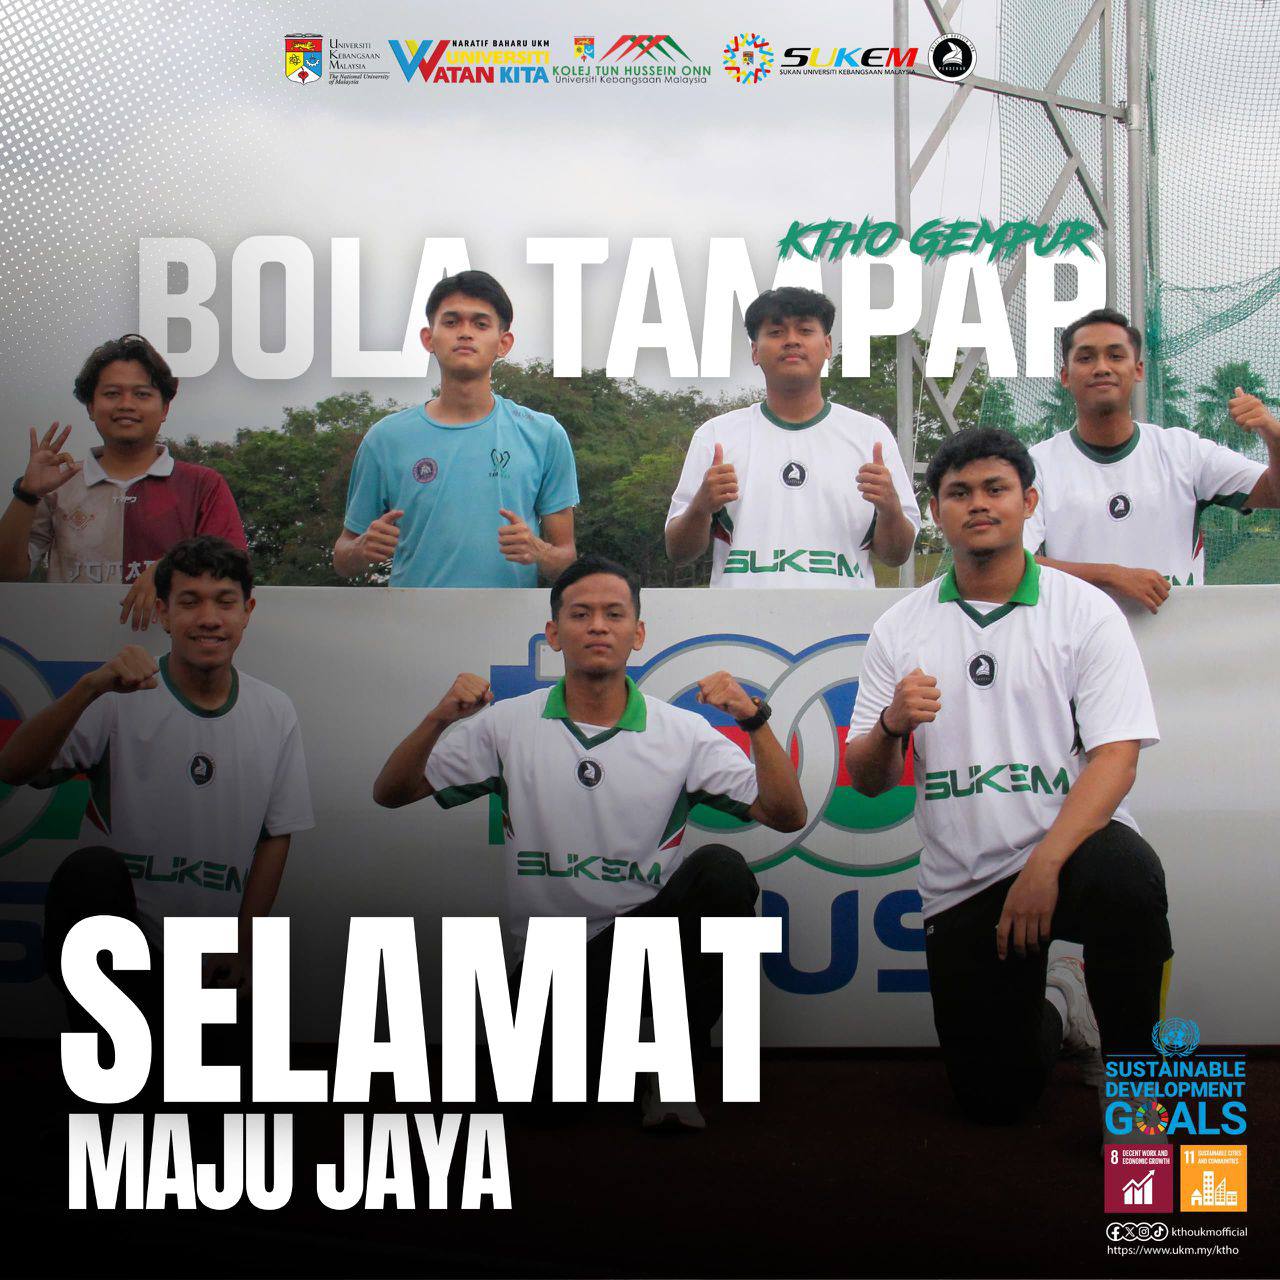 UNIVERSITI
KEBANGSAAN
MALAYSIA
The National University
of Malaysia
NARATIF BAHARU UKM
UNIVERSITI
WATAN KITA
KOLEJ TUN HUSSEIN ONN
Universiti Kebangsaan Malaysia
SUKEM
SUKAN UNIVERSITI KEBANGSAAN MALAYSIA
PENDEKAR
KTHO GEMPUR
BOLA TAMPAR
SUKEM
SUKEM
SUKEM
SUKEM
SELAMAT
MAJU JAYA
SUSTAINABLE
DEVELOPMENT
GOALS
8 DECENT WORK AND
ECONOMIC GROWTH
11 SUSTAINABLE CITIES
AND COMMUNITIES
kthoukmofficial
https://www.ukm.my/ktho